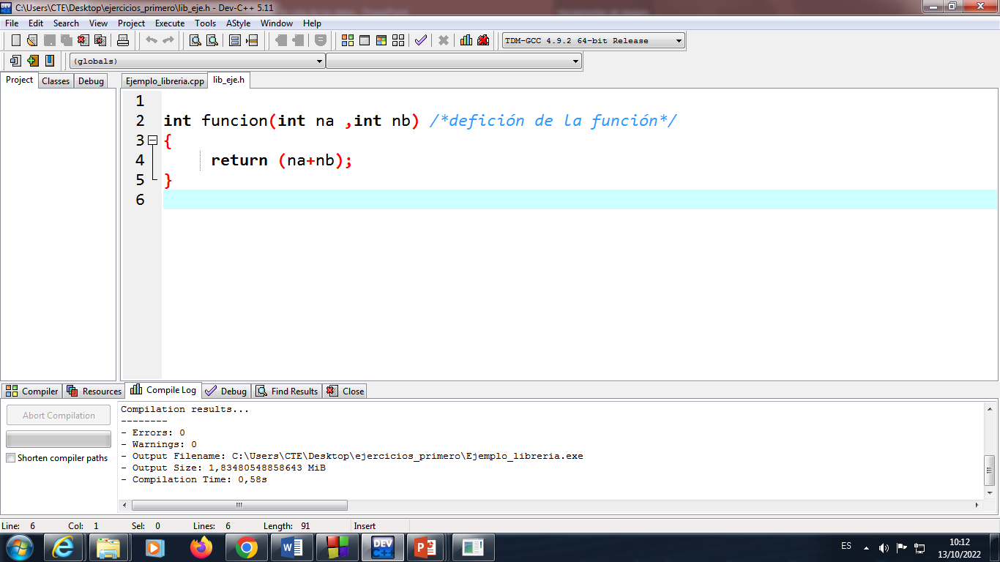 C:\Users\CTE\Desktop\ejercicios_primero\lib_eje.h - Dev-C++ 5.11
File Edit Search View Project Execute Tools AStyle Window Help
TDM-GCC 4.9.2 64-bit Release
(globals)
Project Classes Debug Ejemplo_libreria.cpp lib_eje.h
1
2 int funcion(int na ,int nb) /*defición de la función*/
3 {
4 return (na+nb);
5 }
6
Compiler Resources Compile Log Debug Find Results Close
Abort Compilation
Shorten compiler paths
Compilation results...
--------
- Errors: 0
- Warnings: 0
- Output Filename: C:\Users\CTE\Desktop\ejercicios_primero\Ejemplo_libreria.exe
- Output Size: 1,83480548858643 MiB
- Compilation Time: 0,58s
Line: 6 Col: 1 Sel: 0 Lines: 6 Length: 91 Insert
DEV C++
ES
10:12
13/10/2022